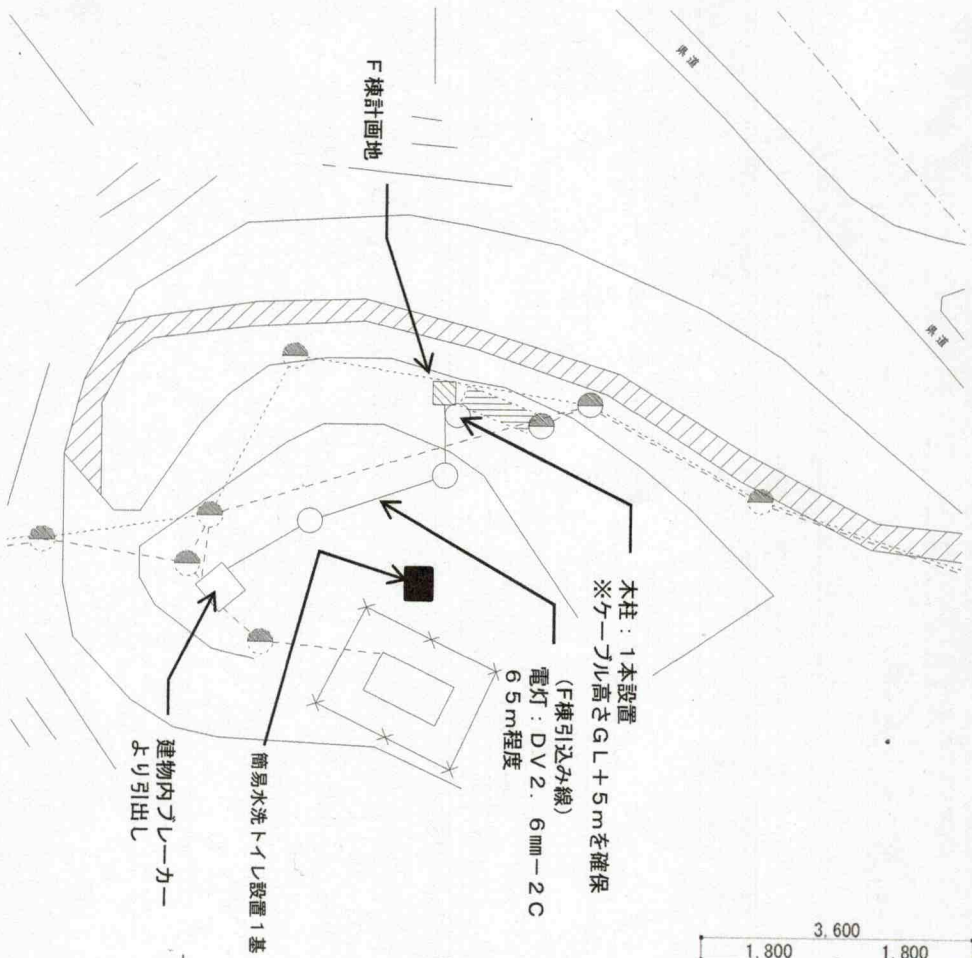 県道
県道
F棟計画地
木柱：1本設置
※ケーブル高さGL＋5mを確保
(F棟引込み線)
電灯：DV2．6㎜－2C
65m程度
簡易水洗トイレ設置1基
建物内ブレーカー
より引出し
3,600
1,800
1,800